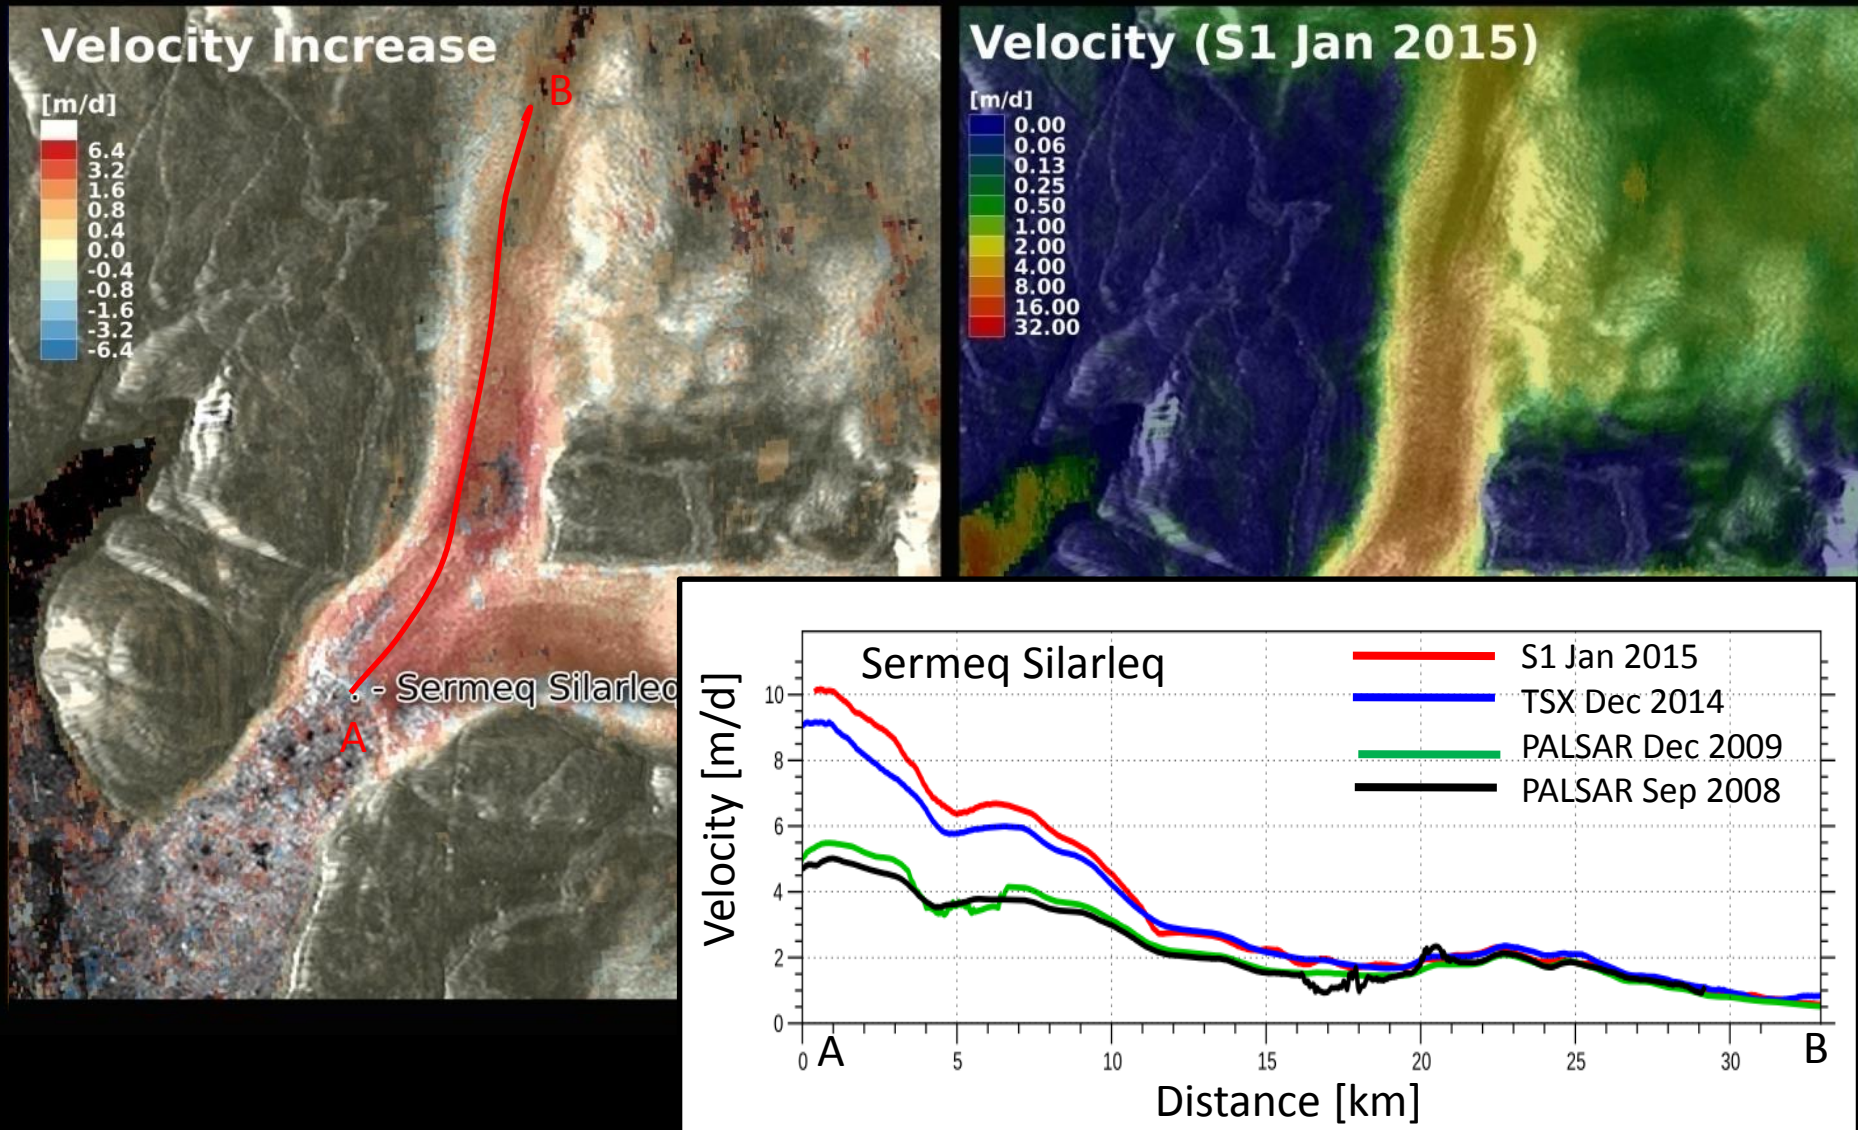 Velocity Increase
[m/d]
6.4
3.2
1.6
0.8
0.4
0.0
-0.4
-0.8
-1.6
-3.2
-6.4
B
- Sermeq Silarleq
A
Velocity (S1 Jan 2015)
[m/d]
0.00
0.06
0.13
0.25
0.50
1.00
2.00
4.00
8.00
16.00
32.00
Sermeq Silarleq
S1 Jan 2015
TSX Dec 2014
PALSAR Dec 2009
PALSAR Sep 2008
Velocity [m/d]
10
8
6
4
2
0
0 5 10 15 20 25 30
A B
Distance [km]